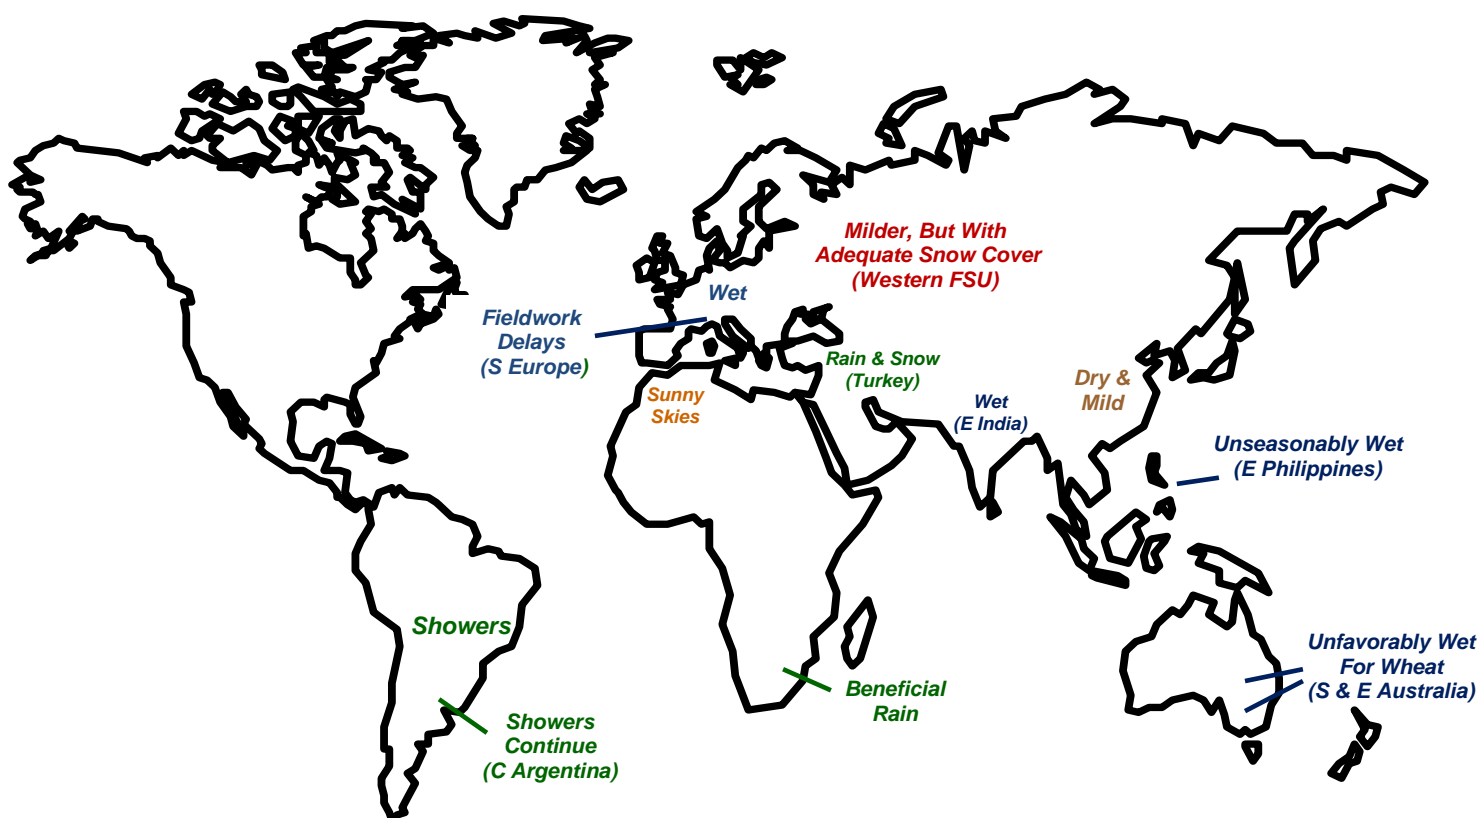 Milder, But With
Adequate Snow Cover
(Western FSU)
Wet
Fieldwork
Delays
(S Europe)
Rain & Snow
(Turkey)
Sunny
Skies
Dry &
Mild
Wet
(E India)
Unseasonably Wet
(E Philippines)
Showers
Unfavorably Wet
For Wheat
(S & E Australia)
Beneficial
Rain
Showers
Continue
(C Argentina)